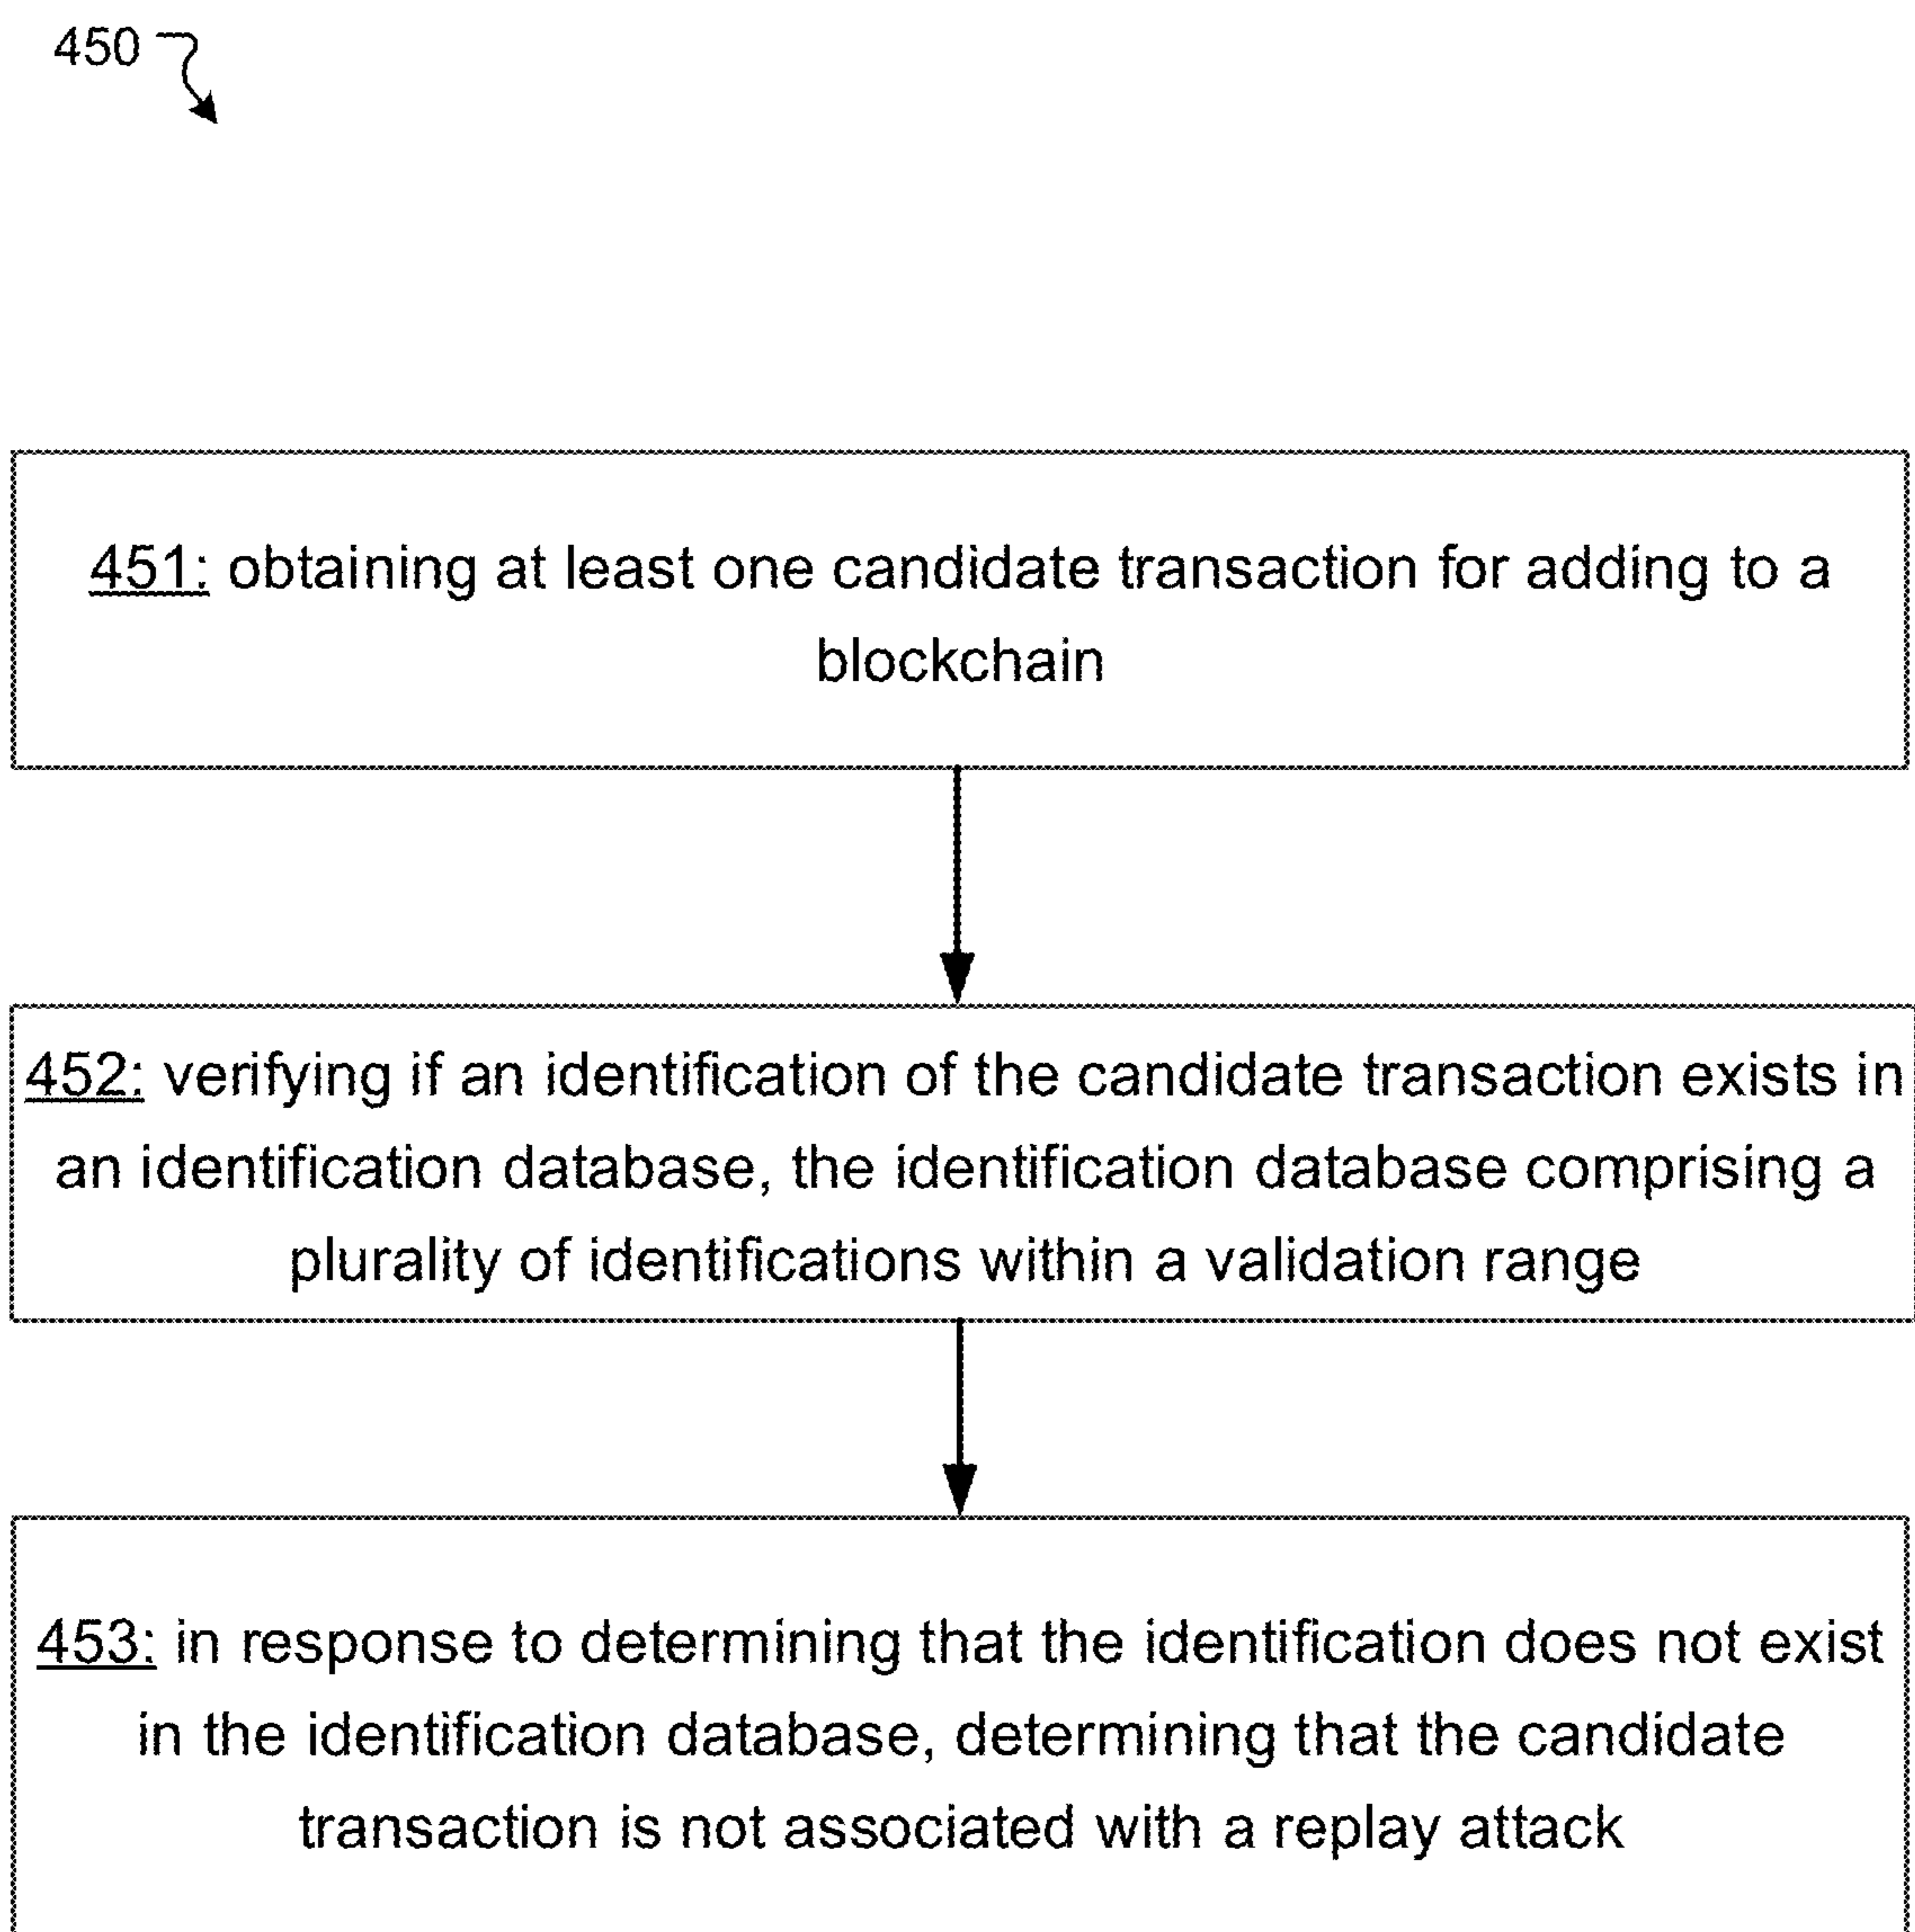 450
451: obtaining at least one candidate transaction for adding to a
blockchain
452: verifying if an identification of the candidate transaction exists in
an identification database, the identification database comprising a
plurality of identifications within a validation range
453: in response to determining that the identification does not exist
in the identification database, determining that the candidate
transaction is not associated with a replay attack